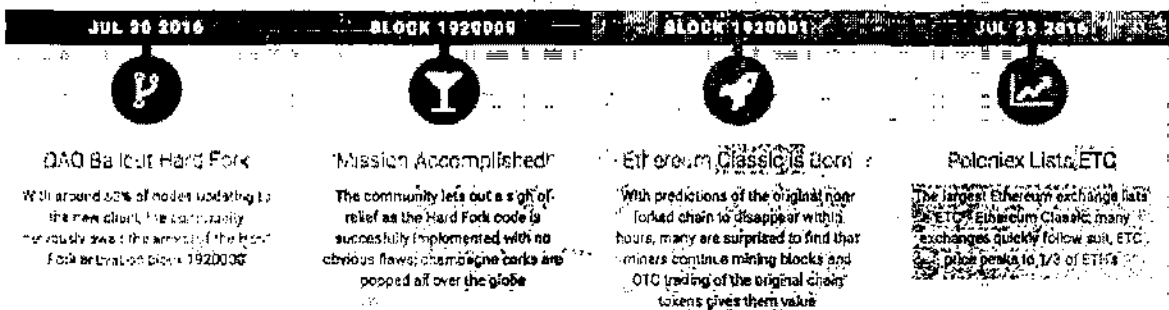 JUL 20 2016
DAO Bailout Hard Fork
With around of nodes updating to
the new client, the community
nervously await the arrival of the Hard
Fork activation block 1920000
BLOCK 1920000
"Mission Accomplished"
The community lets out a sigh of
relief as the Hard Fork code is
succesfully implemented with no
obvious flaws; champagne corks are
popped all over the globe
BLOCK 1920001
Ethereum Classic is Born
With predictions of the original non
forked chain to disappear within
hours, many are surprised to find that
miners continue mining blocks and
OTC trading of the original chain
tokens gives them value
JUL 23 2016
Poloniex Lists ETC
The largest Ethereum exchange lists
"ETC" Ethereum Classic; many
exchanges quickly follow suit, ETC
price peaks to 1/3 of ETH's